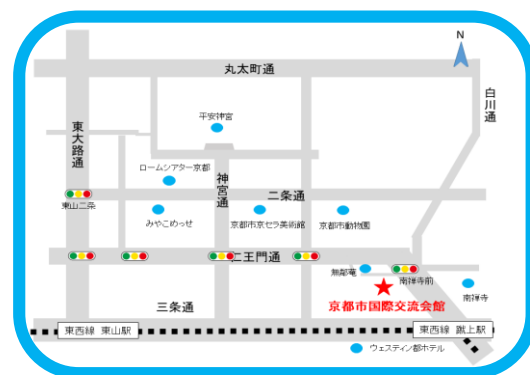 N
丸太町通
白川通
東大路通
平安神宮
ロームシアター京都
神宮通
二条通
東山二条
みやこめっせ
京都市京セラ美術館
京都市動物園
仁王門通
無鄰菴
南禅寺前
南禅寺
京都市国際交流会館
三条通
東西線 東山駅
東西線 蹴上駅
ウェスティン都ホテル